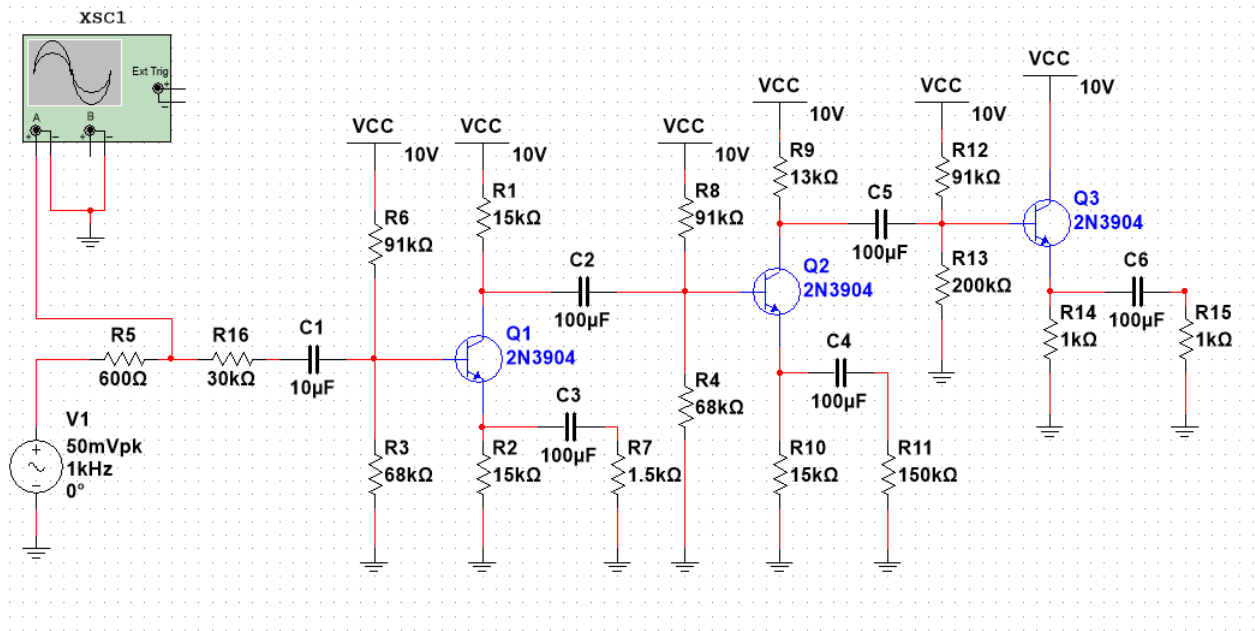 XSC1
Ext Trig
+
−
A
B
+
−
+
−
VCC
10V
VCC
10V
VCC
10V
VCC
10V
VCC
10V
VCC
10V
R6
91kΩ
R1
15kΩ
R8
91kΩ
R9
13kΩ
R12
91kΩ
C5
100µF
Q3
2N3904
R13
200kΩ
C2
100µF
Q2
2N3904
C6
100µF
R14
1kΩ
R15
1kΩ
R5
600Ω
R16
30kΩ
C1
10µF
Q1
2N3904
R4
68kΩ
C4
100µF
V1
50mVpk
1kHz
0°
+
−
R3
68kΩ
R2
15kΩ
C3
100µF
R7
1.5kΩ
R10
15kΩ
R11
150kΩ